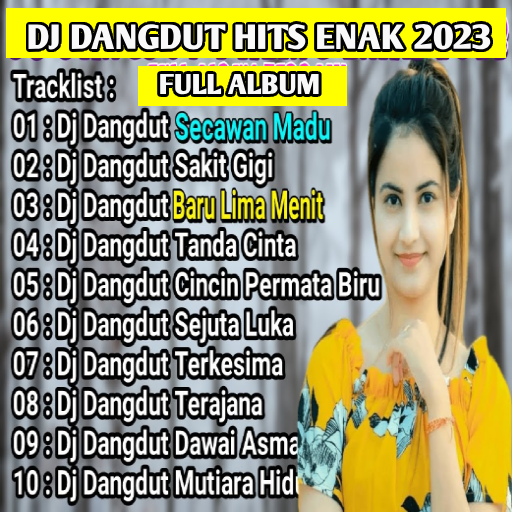 DJ DANGDUT HITS ENAK 2023
FULL ALBUM
Tracklist :
01 : Dj Dangdut Secawan Madu
02 : Dj Dangdut Sakit Gigi
03 : Dj Dangdut Baru Lima Menit
04 : Dj Dangdut Tanda Cinta
05 : Dj Dangdut Cincin Permata Biru
06 : Dj Dangdut Sejuta Luka
07 : Dj Dangdut Terkesima
08 : Dj Dangdut Terajana
09 : Dj Dangdut Dawai Asma
10 : Dj Dangdut Mutiara Hid